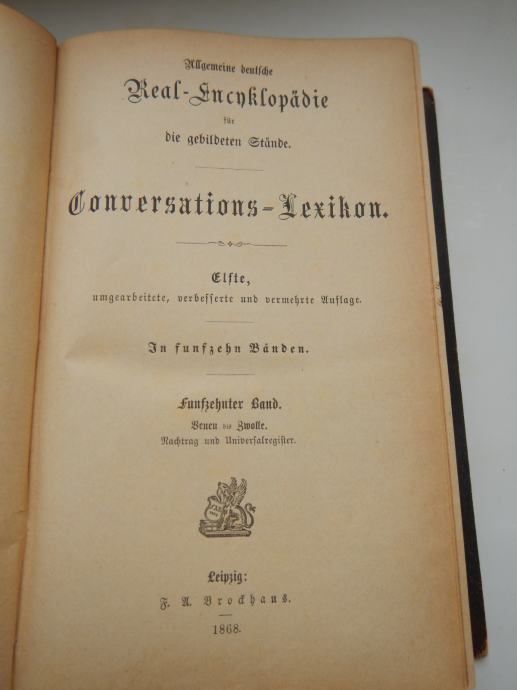 Allgemeine deutsche
Real-Encyklopädie
für
die gebildeten Stände.
Conversations-Lexikon.
Elfte,
umgearbeitete, verbesserte und vermehrte Auflage.
In funfzehn Bänden.
Funfzehnter Band.
Venen bis Zwolle.
Nachtrag und Universalregister.
Leipzig:
F. A. Brockhaus.
1868.